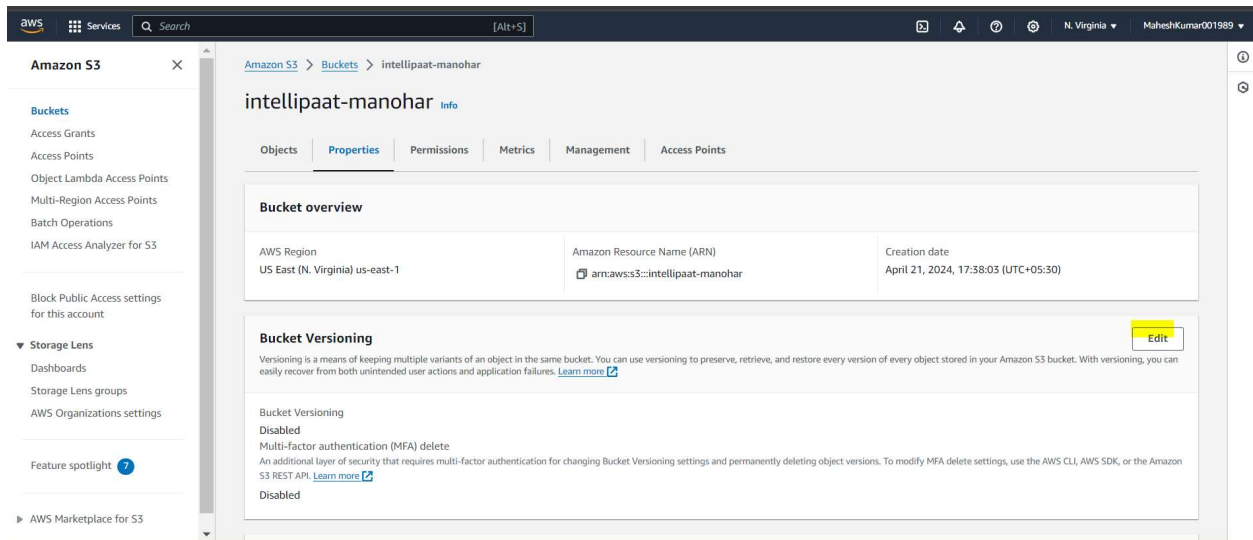 aws
Services
Search
[Alt+S]
N. Virginia
MaheshKumar001989
Amazon S3
Buckets
Access Grants
Access Points
Object Lambda Access Points
Multi-Region Access Points
Batch Operations
IAM Access Analyzer for S3
Block Public Access settings
for this account
Storage Lens
Dashboards
Storage Lens groups
AWS Organizations settings
Feature spotlight 7
AWS Marketplace for S3
Amazon S3 > Buckets > intellipaat-manohar
intellipaat-manohar Info
Objects Properties Permissions Metrics Management Access Points
Bucket overview
AWS Region
US East (N. Virginia) us-east-1
Amazon Resource Name (ARN)
arn:aws:s3:::intellipaat-manohar
Creation date
April 21, 2024, 17:38:03 (UTC+05:30)
Bucket Versioning
Edit
Versioning is a means of keeping multiple variants of an object in the same bucket. You can use versioning to preserve, retrieve, and restore every version of every object stored in your Amazon S3 bucket. With versioning, you can
easily recover from both unintended user actions and application failures. Learn more
Bucket Versioning
Disabled
Multi-factor authentication (MFA) delete
An additional layer of security that requires multi-factor authentication for changing Bucket Versioning settings and permanently deleting object versions. To modify MFA delete settings, use the AWS CLI, AWS SDK, or the Amazon
S3 REST API. Learn more
Disabled